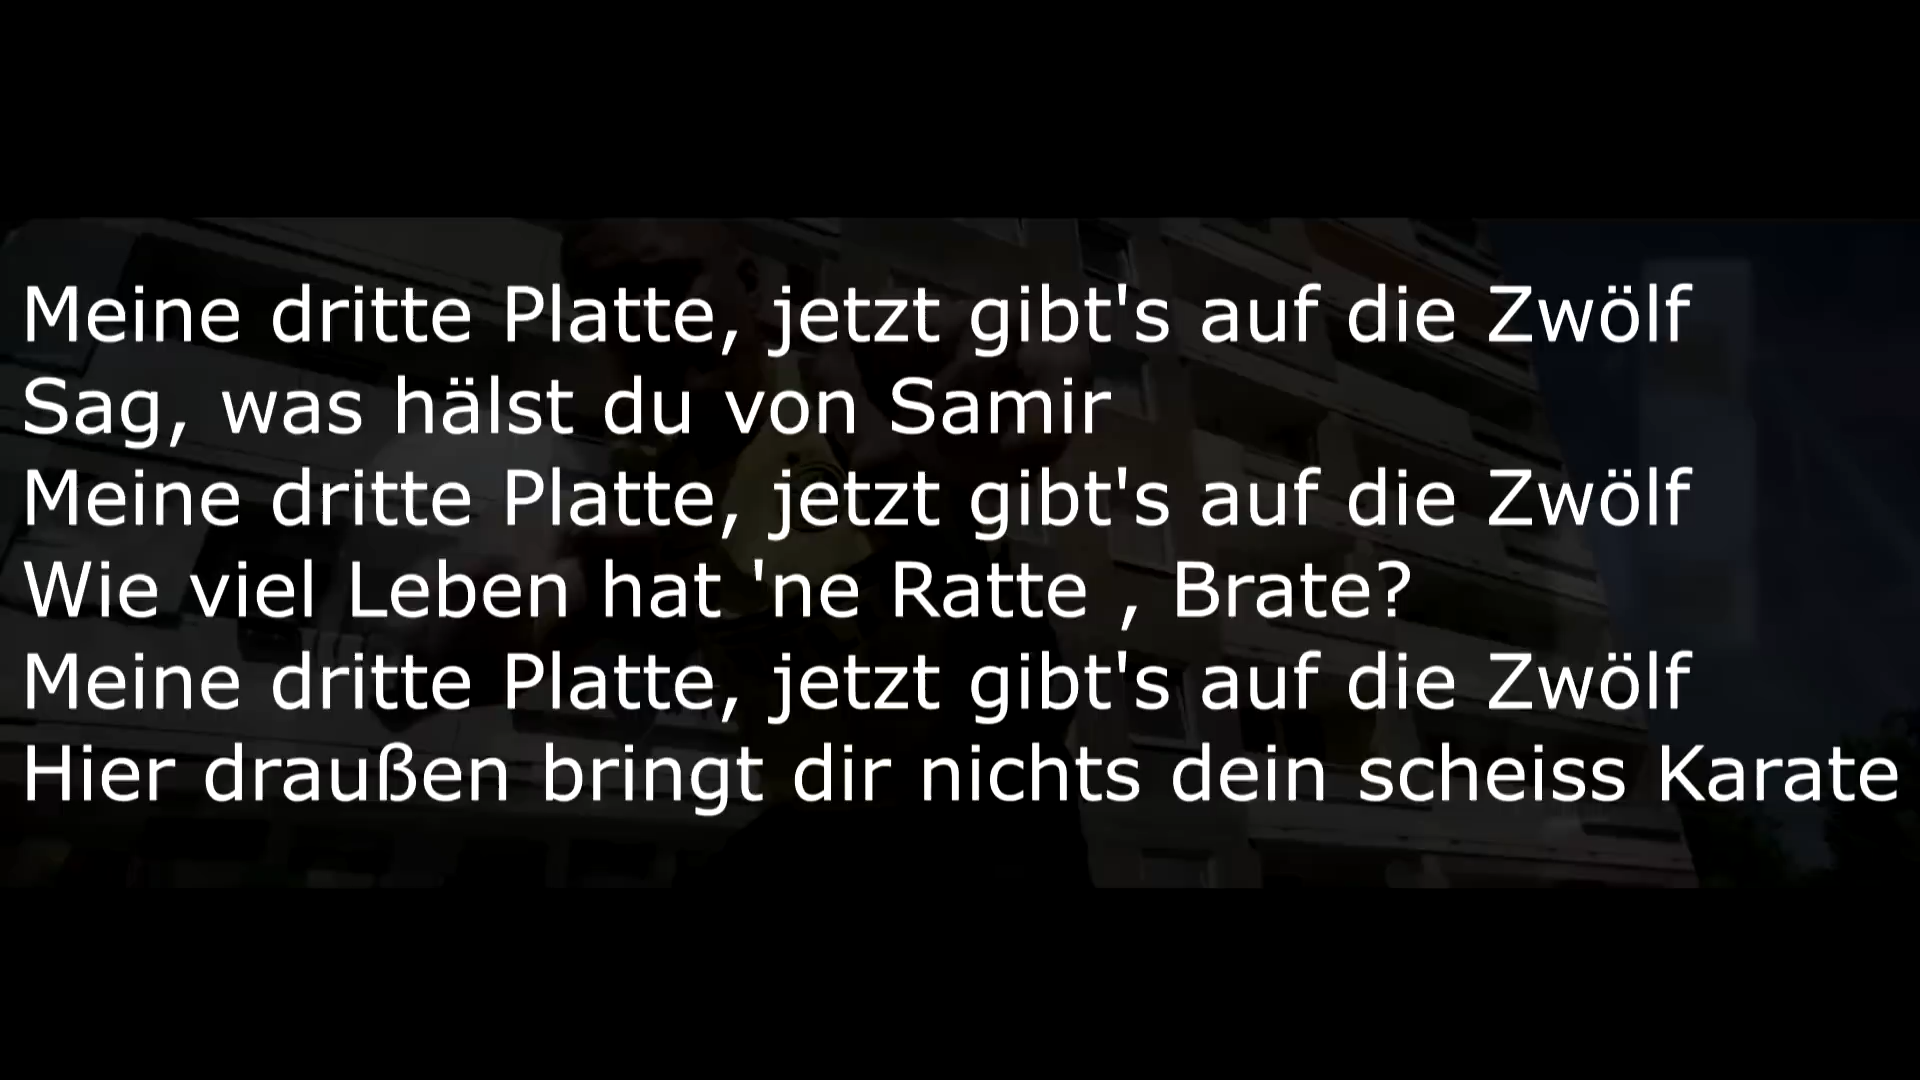 Meine dritte Platte, jetzt gibt's auf die Zwölf
Sag, was hälst du von Samir
Meine dritte Platte, jetzt gibt's auf die Zwölf
Wie viel Leben hat 'ne Ratte , Brate?
Meine dritte Platte, jetzt gibt's auf die Zwölf
Hier draußen bringt dir nichts dein scheiss Karate